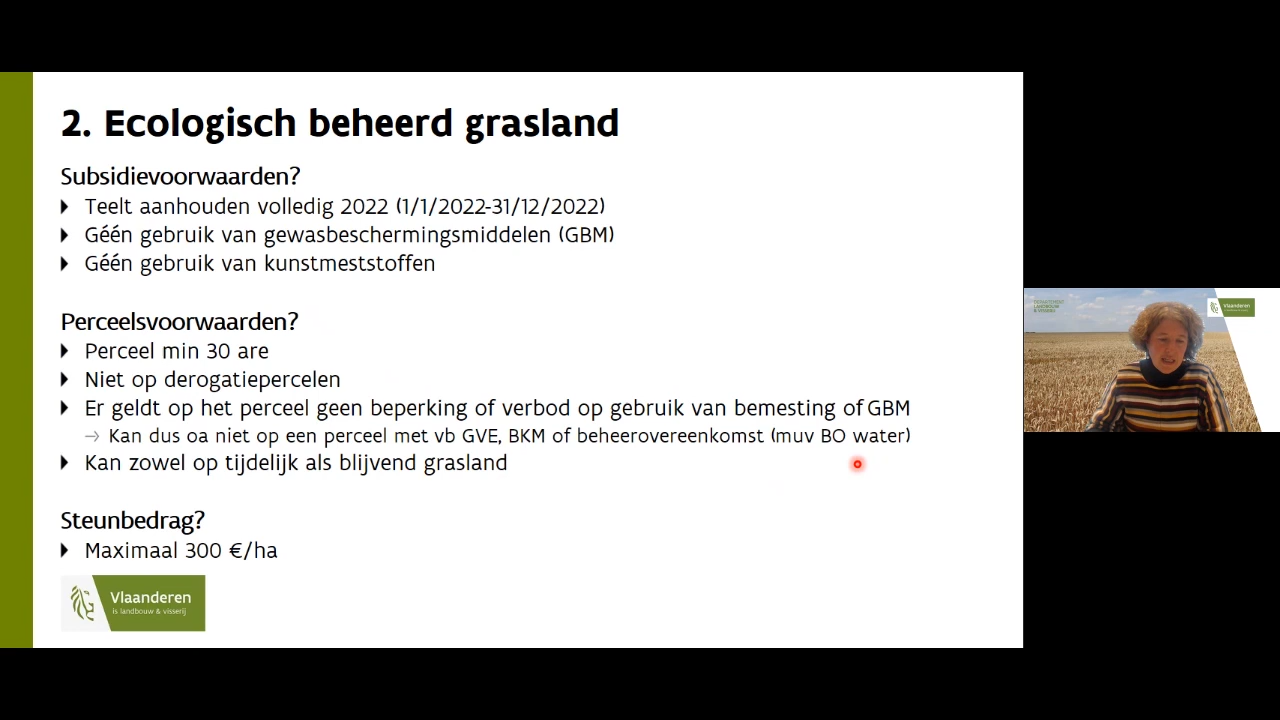 2. Ecologisch beheerd grasland
Subsidievoorwaarden?
Teelt aanhouden volledig 2022 (1/1/2022-31/12/2022)
Géén gebruik van gewasbeschermingsmiddelen (GBM)
Géén gebruik van kunstmeststoffen
Perceelsvoorwaarden?
Perceel min 30 are
Niet op derogatiepercelen
Er geldt op het perceel geen beperking of verbod op gebruik van bemesting of GBM
→ Kan dus oa niet op een perceel met vb GVE, BKM of beheerovereenkomst (muv BO water)
Kan zowel op tijdelijk als blijvend grasland
Steunbedrag?
Maximaal 300 €/ha
Vlaanderen
is landbouw & visserij
DEPARTEMENT
LANDBOUW
& VISSERIJ
Vlaanderen